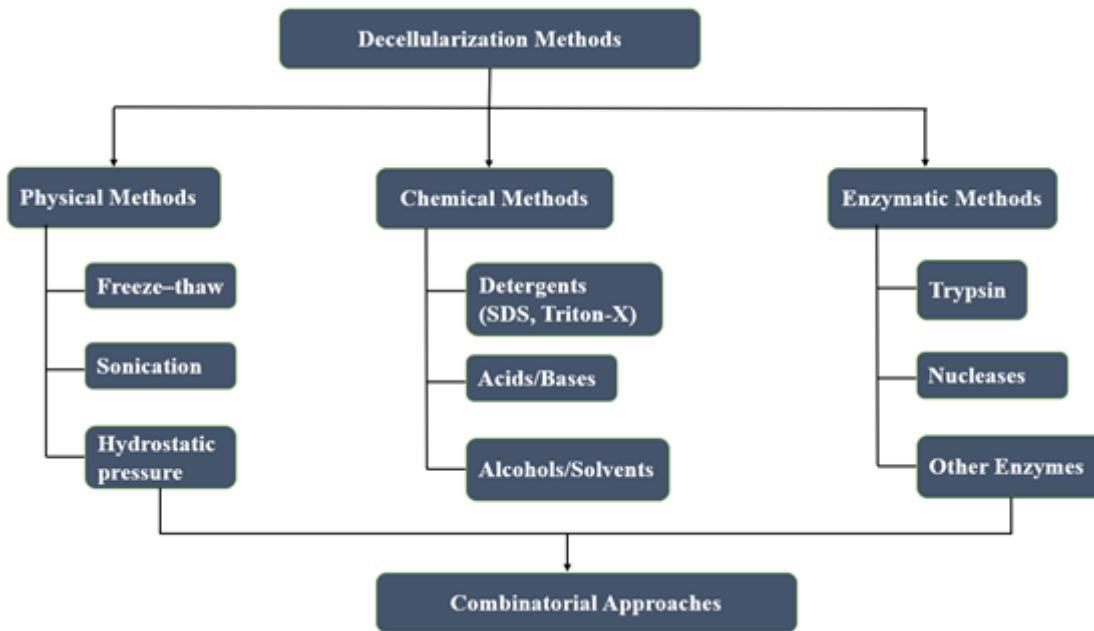 Decellularization Methods
Physical Methods
Freeze–thaw
Sonication
Hydrostatic
pressure
Chemical Methods
Detergents
(SDS, Triton-X)
Acids/Bases
Alcohols/Solvents
Enzymatic Methods
Trypsin
Nucleases
Other Enzymes
Combinatorial Approaches